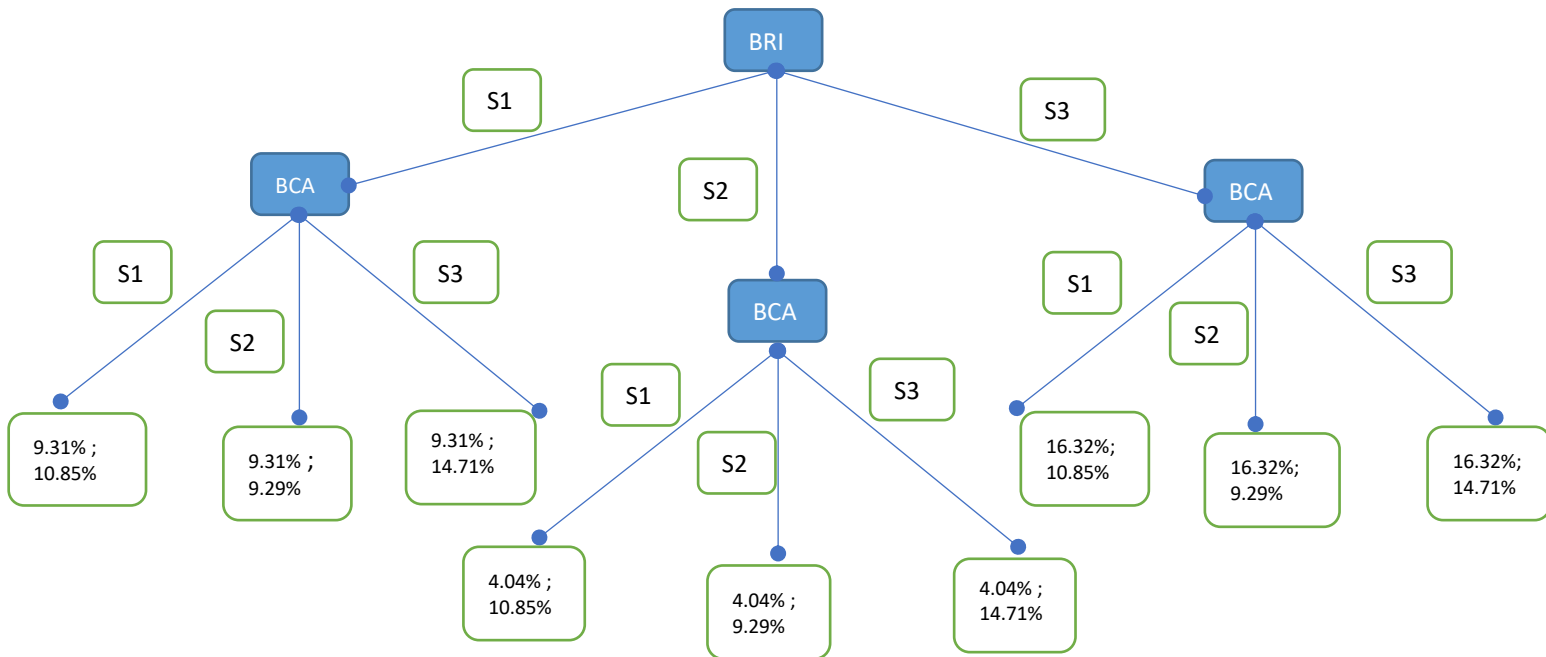 BRI
S1
S3
BCA
S2
BCA
S1
S3
S1
S3
BCA
S2
S2
S1
S3
9.31% ;
10.85%
9.31% ;
9.29%
9.31% ;
14.71%
S2
16.32%;
10.85%
16.32%;
9.29%
16.32%;
14.71%
4.04% ;
10.85%
4.04% ;
9.29%
4.04% ;
14.71%